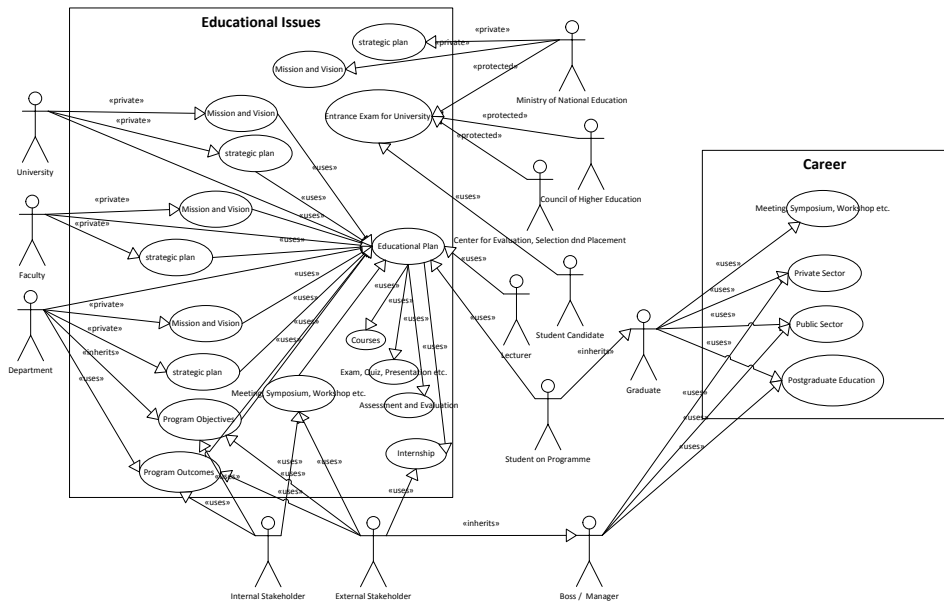 Educational Issues
strategic plan
«private»
Mission and Vision
«protected»
Ministry of National Education
«private»
Mission and Vision
«private»
strategic plan
University
Entrance Exam for University
«protected»
«protected»
Council of Higher Education
Center for Evaluation, Selection dnd Placement
Career
Meeting, Symposium, Workshop etc.
«uses»
«uses»
«uses»
«private»
Mission and Vision
«private»
strategic plan
Faculty
«uses»
Educational Plan
«uses»
«uses»
«uses»
Private Sector
«uses»
«uses»
Public Sector
«uses»
Postgraduate Education
Graduate
«inherits»
Student Candidate
Lecturer
«private»
Mission and Vision
«private»
strategic plan
«inherits»
«uses»
Department
«uses»
«uses»
«uses»
«uses»
«uses»
«uses»
Courses
Exam, Quiz, Presentation etc.
Meeting, Symposium, Workshop etc.
Assessment and Evaluation
«uses»
«uses»
«uses»
«uses»
Program Objectives
Internship
Student on Programme
Program Outcomes
«uses»
«uses»
«uses»
«uses»
«uses»
«uses»
«uses»
«uses»
«inherits»
Internal Stakeholder
External Stakeholder
Boss / Manager